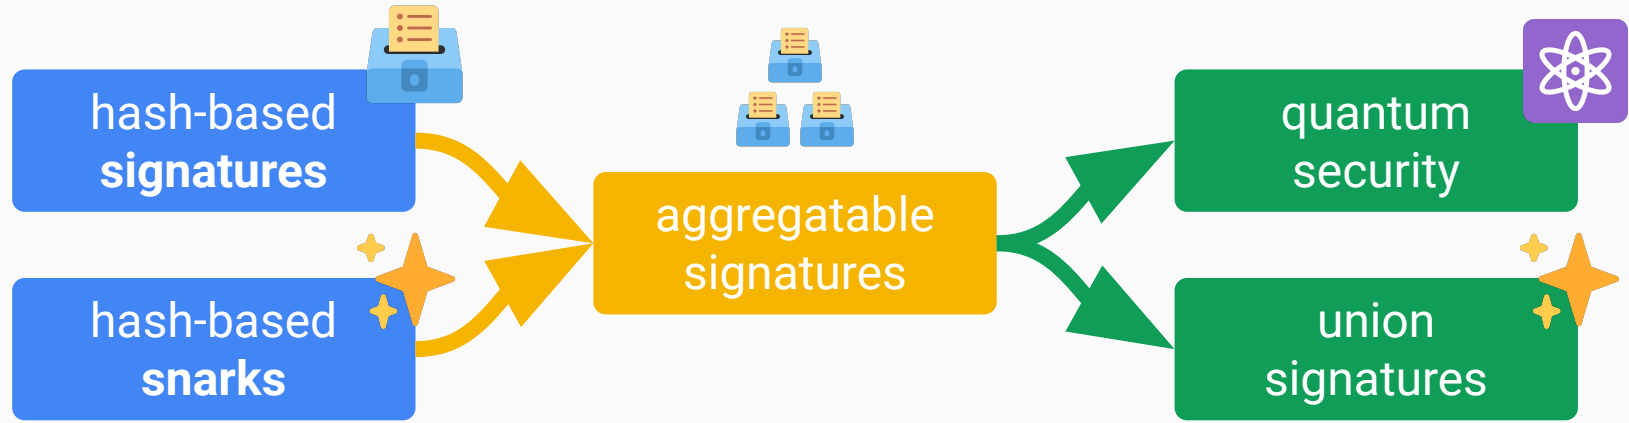 hash-based
signatures
hash-based
snarks
aggregatable
signatures
quantum
security
union
signatures